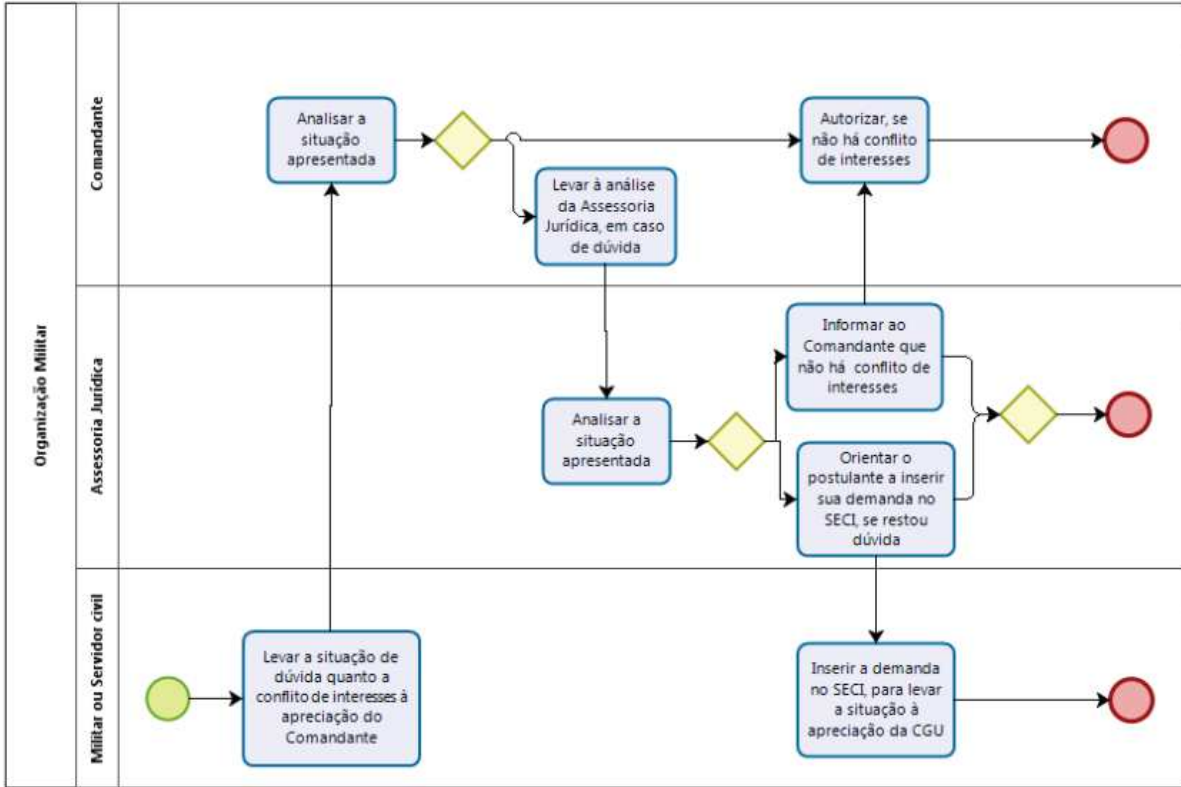 Organização Militar
Comandante
Analisar a
situação
apresentada
Levar à análise
da Assessoria
Jurídica, em caso
de dúvida
Autorizar, se
não há conflito
de interesses
Assessoria Jurídica
Analisar a
situação
apresentada
Informar ao
Comandante que
não há conflito de
interesses
Orientar o
postulante a inserir
sua demanda no
SECI, se restou
dúvida
Militar ou Servidor civil
Levar a situação de
dúvida quanto a
conflito de interesses à
apreciação do
Comandante
Inserir a demanda
no SECI, para levar
a situação à
apreciação da CGU